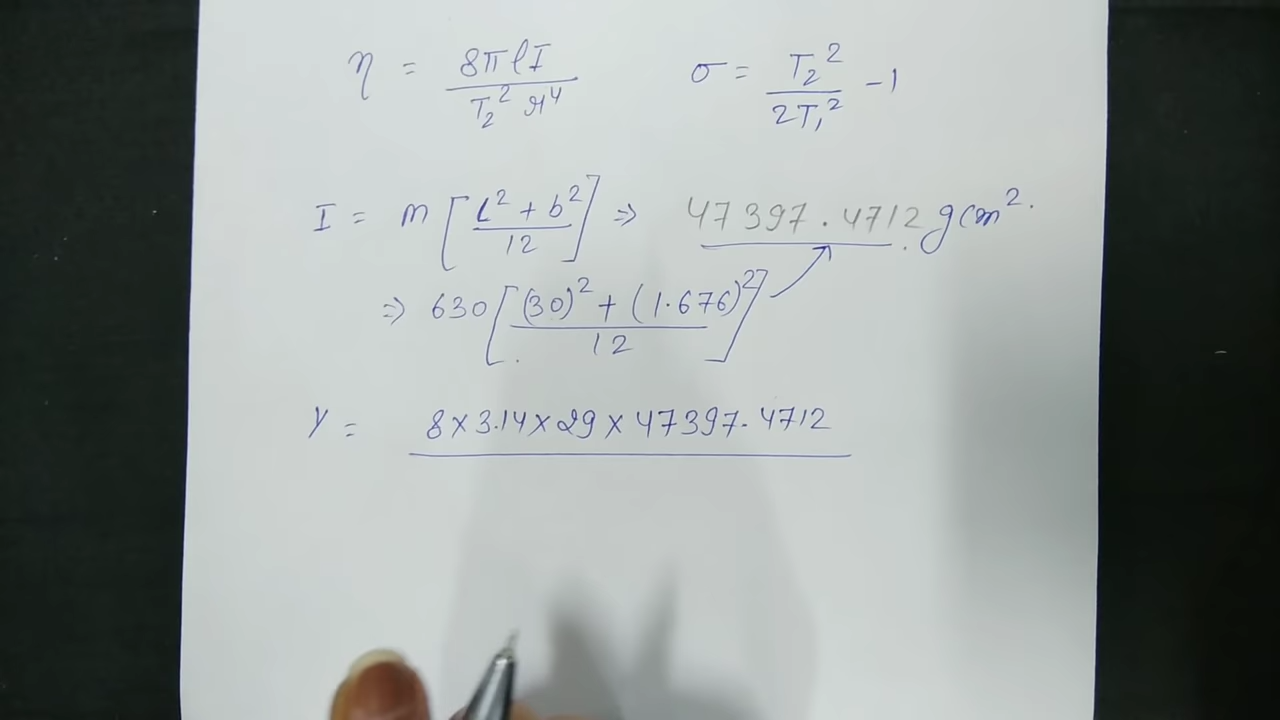 η = 8πlI / T₂² r⁴ σ = T₂² / 2T₁² - 1
I = m [ l² + b² / 12 ] ⇒ 47397.4712 gcm².
⇒ 630 [ (30)² + (1.676)² / 12 ]
Y = 8 × 3.14 × 29 × 47397.4712